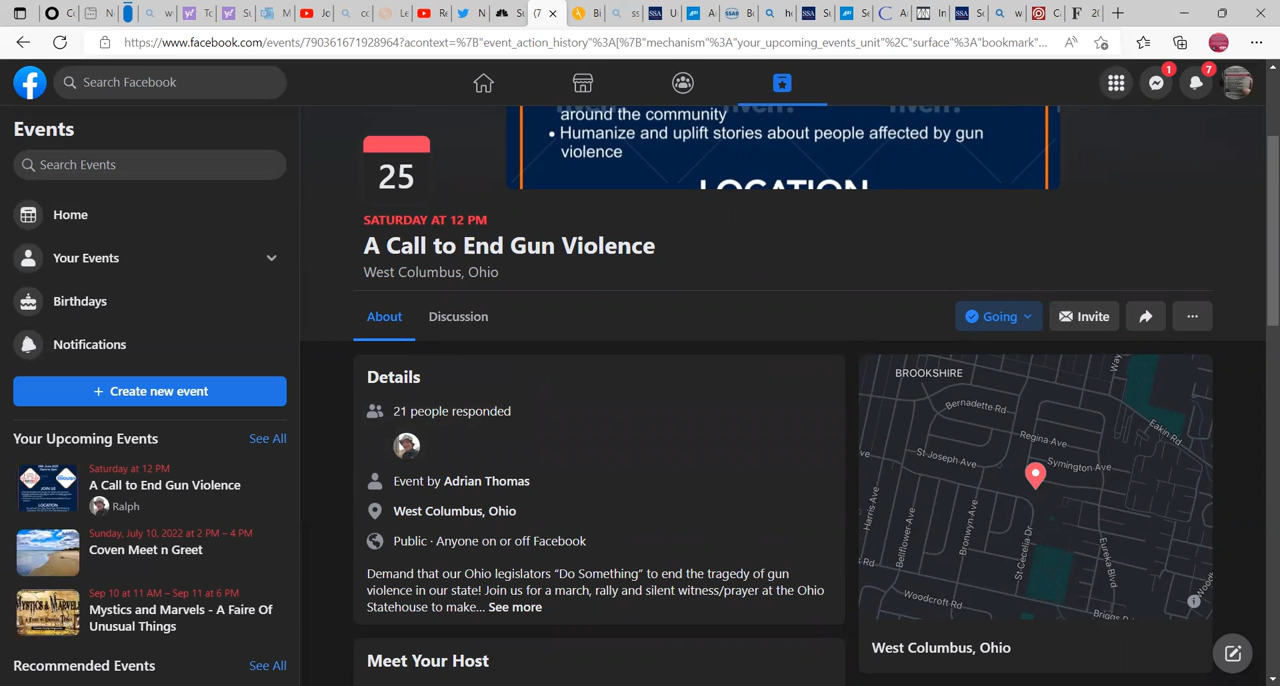 https://www.facebook.com/events/790361671928964?acontext=%7B"event_action_history"%3A[%7B"mechanism"%3A"your_upcoming_events_unit"%2C"surface"%3A"bookmark"...
Search Facebook
1
7
Events
Search Events
Home
Your Events
Birthdays
Notifications
+ Create new event
Your Upcoming Events
See All
Saturday at 12 PM
A Call to End Gun Violence
Ralph
Sunday, July 10, 2022 at 2 PM – 4 PM
Coven Meet n Greet
Sep 10 at 11 AM – Sep 11 at 6 PM
Mystics and Marvels - A Faire Of
Unusual Things
Recommended Events
See All
around the community
• Humanize and uplift stories about people affected by gun
violence
LOCATION
25
SATURDAY AT 12 PM
A Call to End Gun Violence
West Columbus, Ohio
About
Discussion
Going
Invite
...
Details
21 people responded
Event by Adrian Thomas
West Columbus, Ohio
Public · Anyone on or off Facebook
Demand that our Ohio legislators “Do Something” to end the tragedy of gun
violence in our state! Join us for a march, rally and silent witness/prayer at the Ohio
Statehouse to make... See more
Meet Your Host
BROOKSHIRE
Bernadette Rd
Regina Ave
Eakin Rd
St Joseph Ave
Symington Ave
Harris Ave
Bellflower Ave
Bronwyn Ave
St Cecelia Dr
Eureka Blvd
Woodcroft Rd
Briggs
West Columbus, Ohio